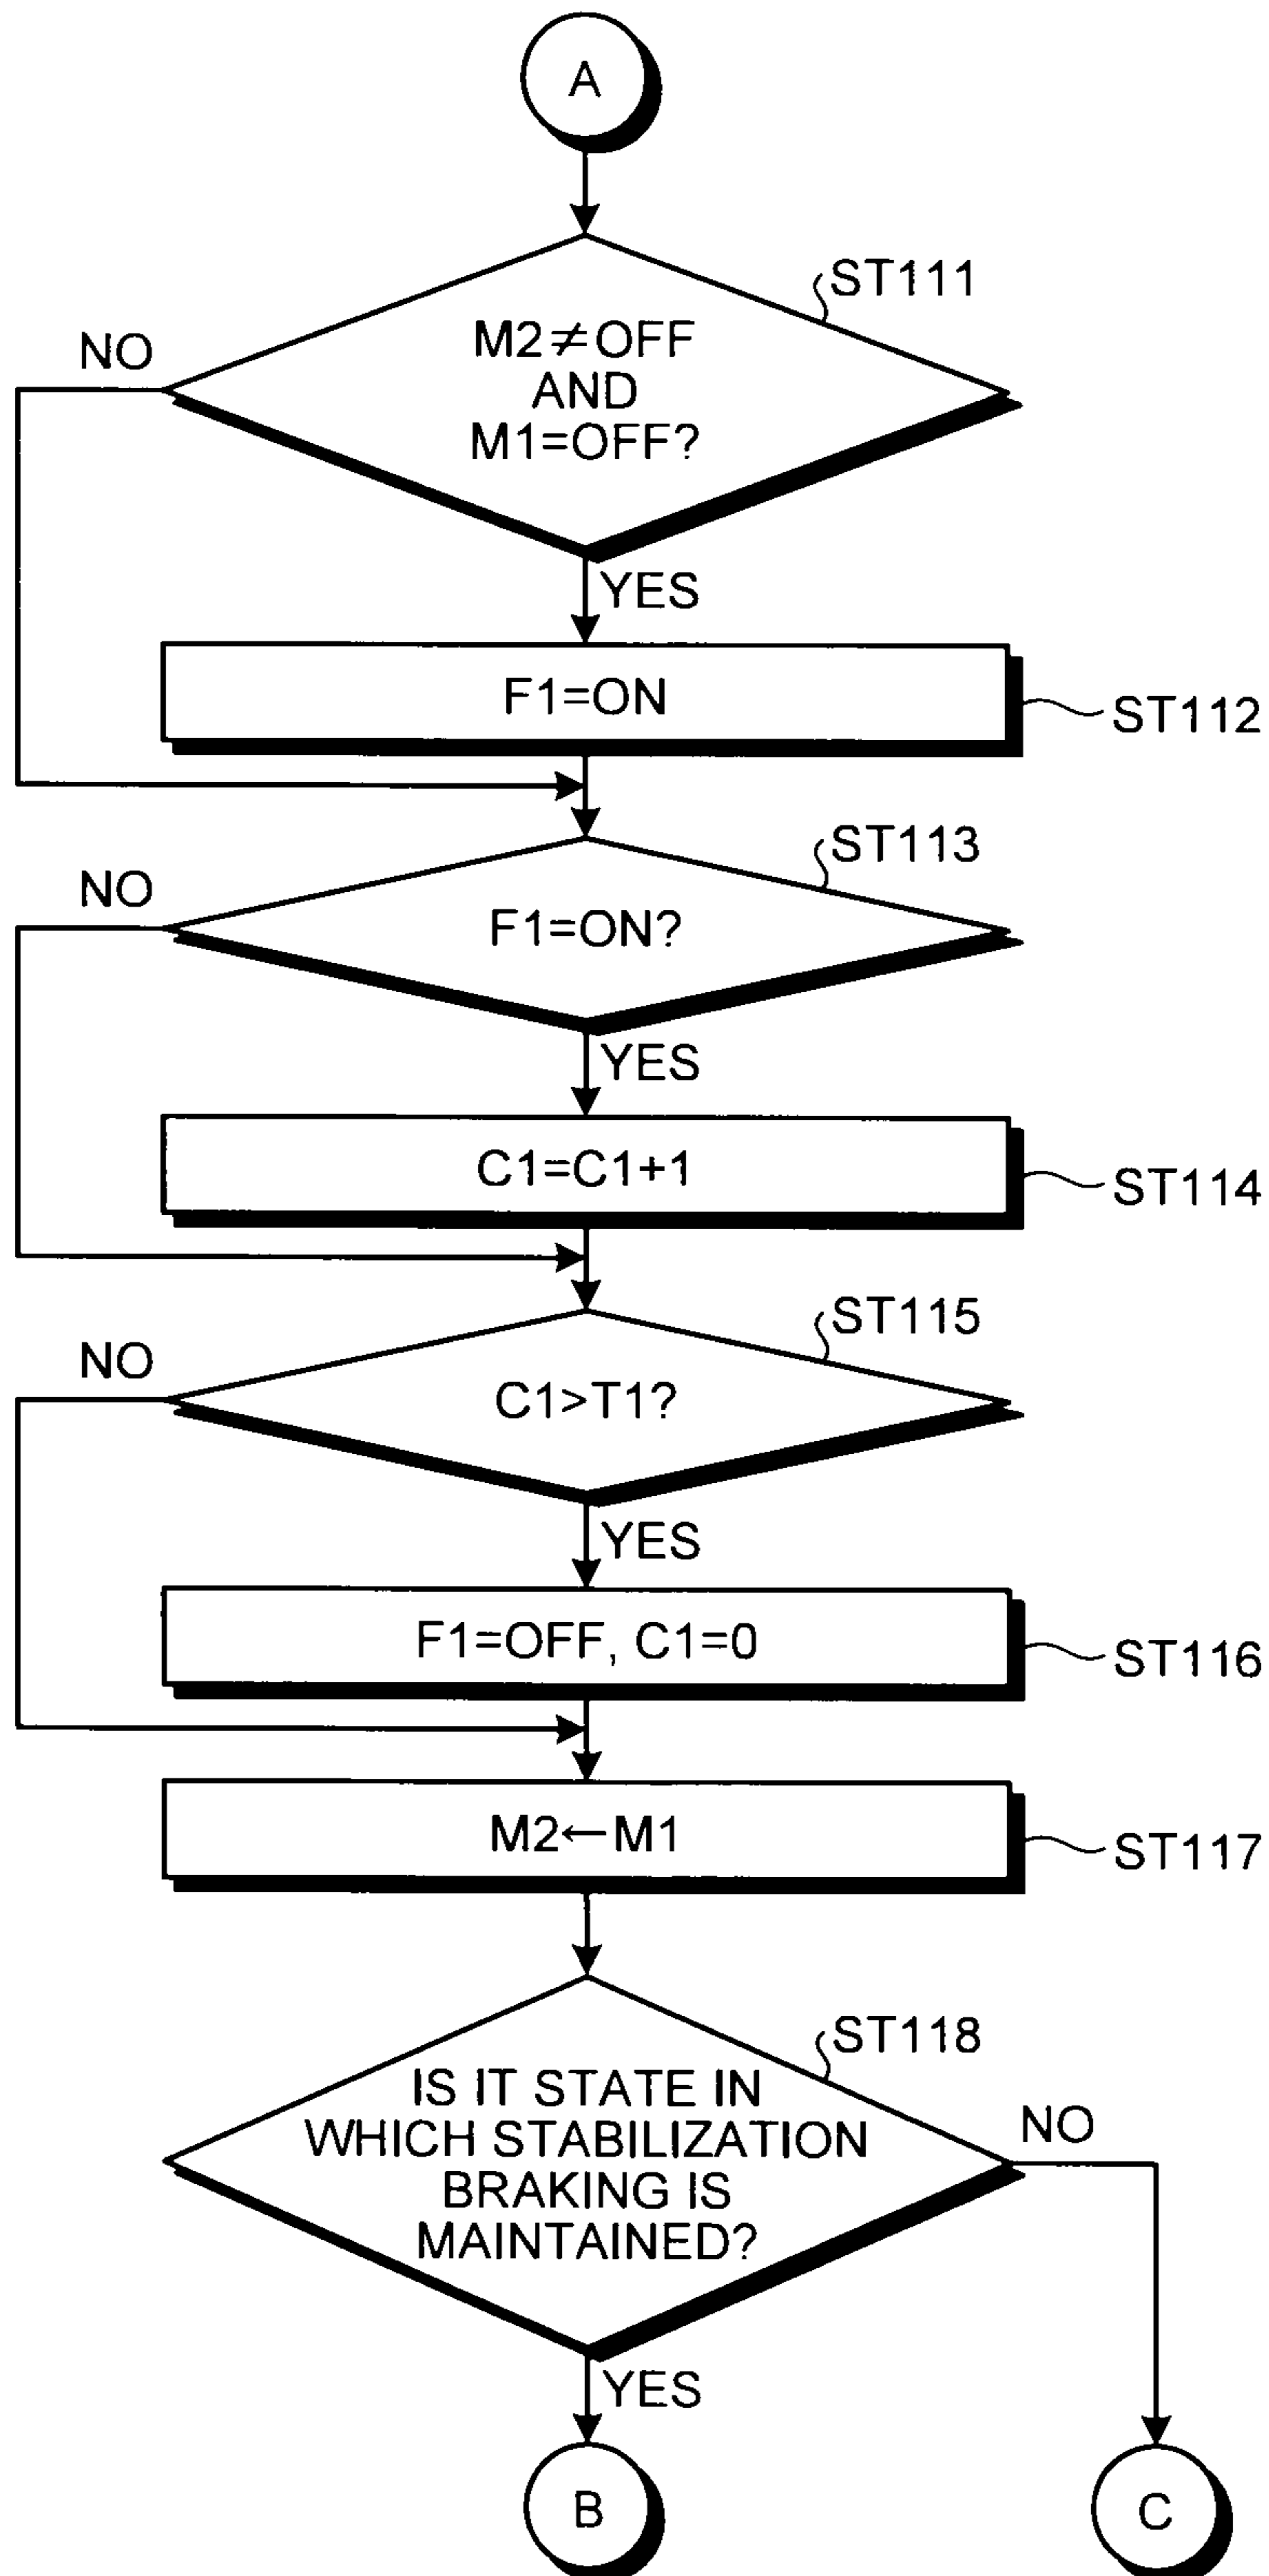 A
ST111
M2≠OFF
AND
M1=OFF?
NO
YES
F1=ON
ST112
ST113
NO
F1=ON?
YES
C1=C1+1
ST114
ST115
NO
C1>T1?
YES
F1=OFF, C1=0
ST116
M2←M1
ST117
ST118
IS IT STATE IN
WHICH STABILIZATION
BRAKING IS
MAINTAINED?
NO
YES
B
C